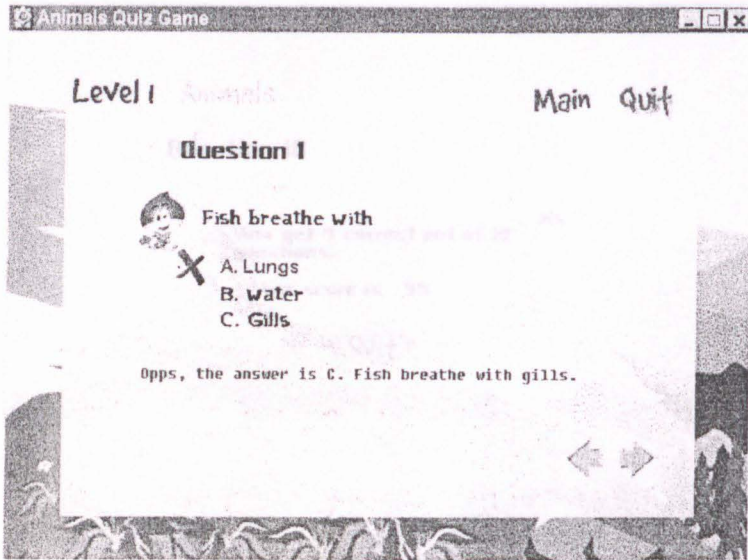 Animals Quiz Game
Level 1 Animals
Main Quit
Question 1
Fish breathe with
A. Lungs
B. Water
C. Gills
Opps, the answer is C. Fish breathe with gills.